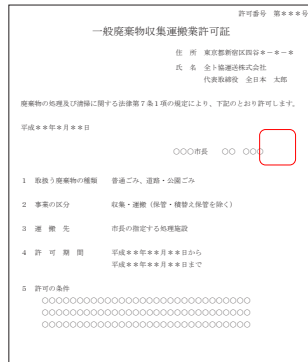 許可番号　第＊＊＊号
一般廃棄物収集運搬業許可証
住　所　東京都新宿区四谷＊－＊－＊
氏　名　全ト協運送株式会社
代表取締役　全日本　太郎
廃棄物の処理及び清掃に関する法律第７条１項の規定により、下記のとおり許可します。
平成＊＊年＊月＊＊日
○○○市長　○○　○○○
１　取扱う廃棄物の種類　普通ごみ、道路・公園ごみ
２　事業の区分　収集・運搬（保管・積替え保管を除く）
３　運　搬　先　市長の指定する処理施設
４　許　可　期　間　平成＊＊年＊＊月＊＊日から
平成＊＊年＊＊月＊＊日まで
５　許可の条件
○○○○○○○○○○○○○○○○○○○○○○○○○○○○○○
○○○○○○○○○○○○○○○○○○○○○○○○○○○○○○
○○○○○○○○○○○○○○○○○○○○○○○○○○○○○○